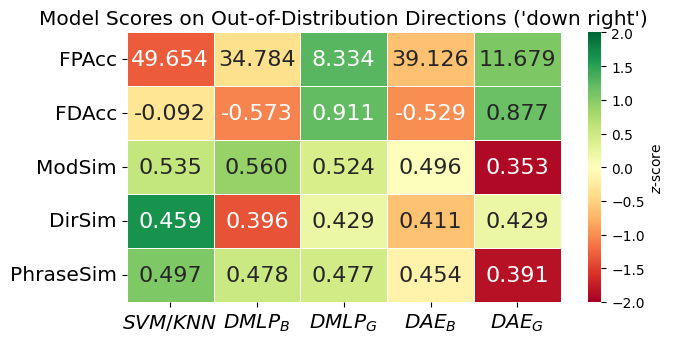 Model Scores on Out-of-Distribution Directions ('down right')
FPAcc 49.654 34.784 8.334 39.126 11.679
FDAcc -0.092 -0.573 0.911 -0.529 0.877
ModSim 0.535 0.560 0.524 0.496 0.353
DirSim 0.459 0.396 0.429 0.411 0.429
PhraseSim 0.497 0.478 0.477 0.454 0.391
SVM/KNN DMLP_B DMLP_G DAE_B DAE_G
2.0
1.5
1.0
0.5
0.0
−0.5
−1.0
−1.5
−2.0
z-score